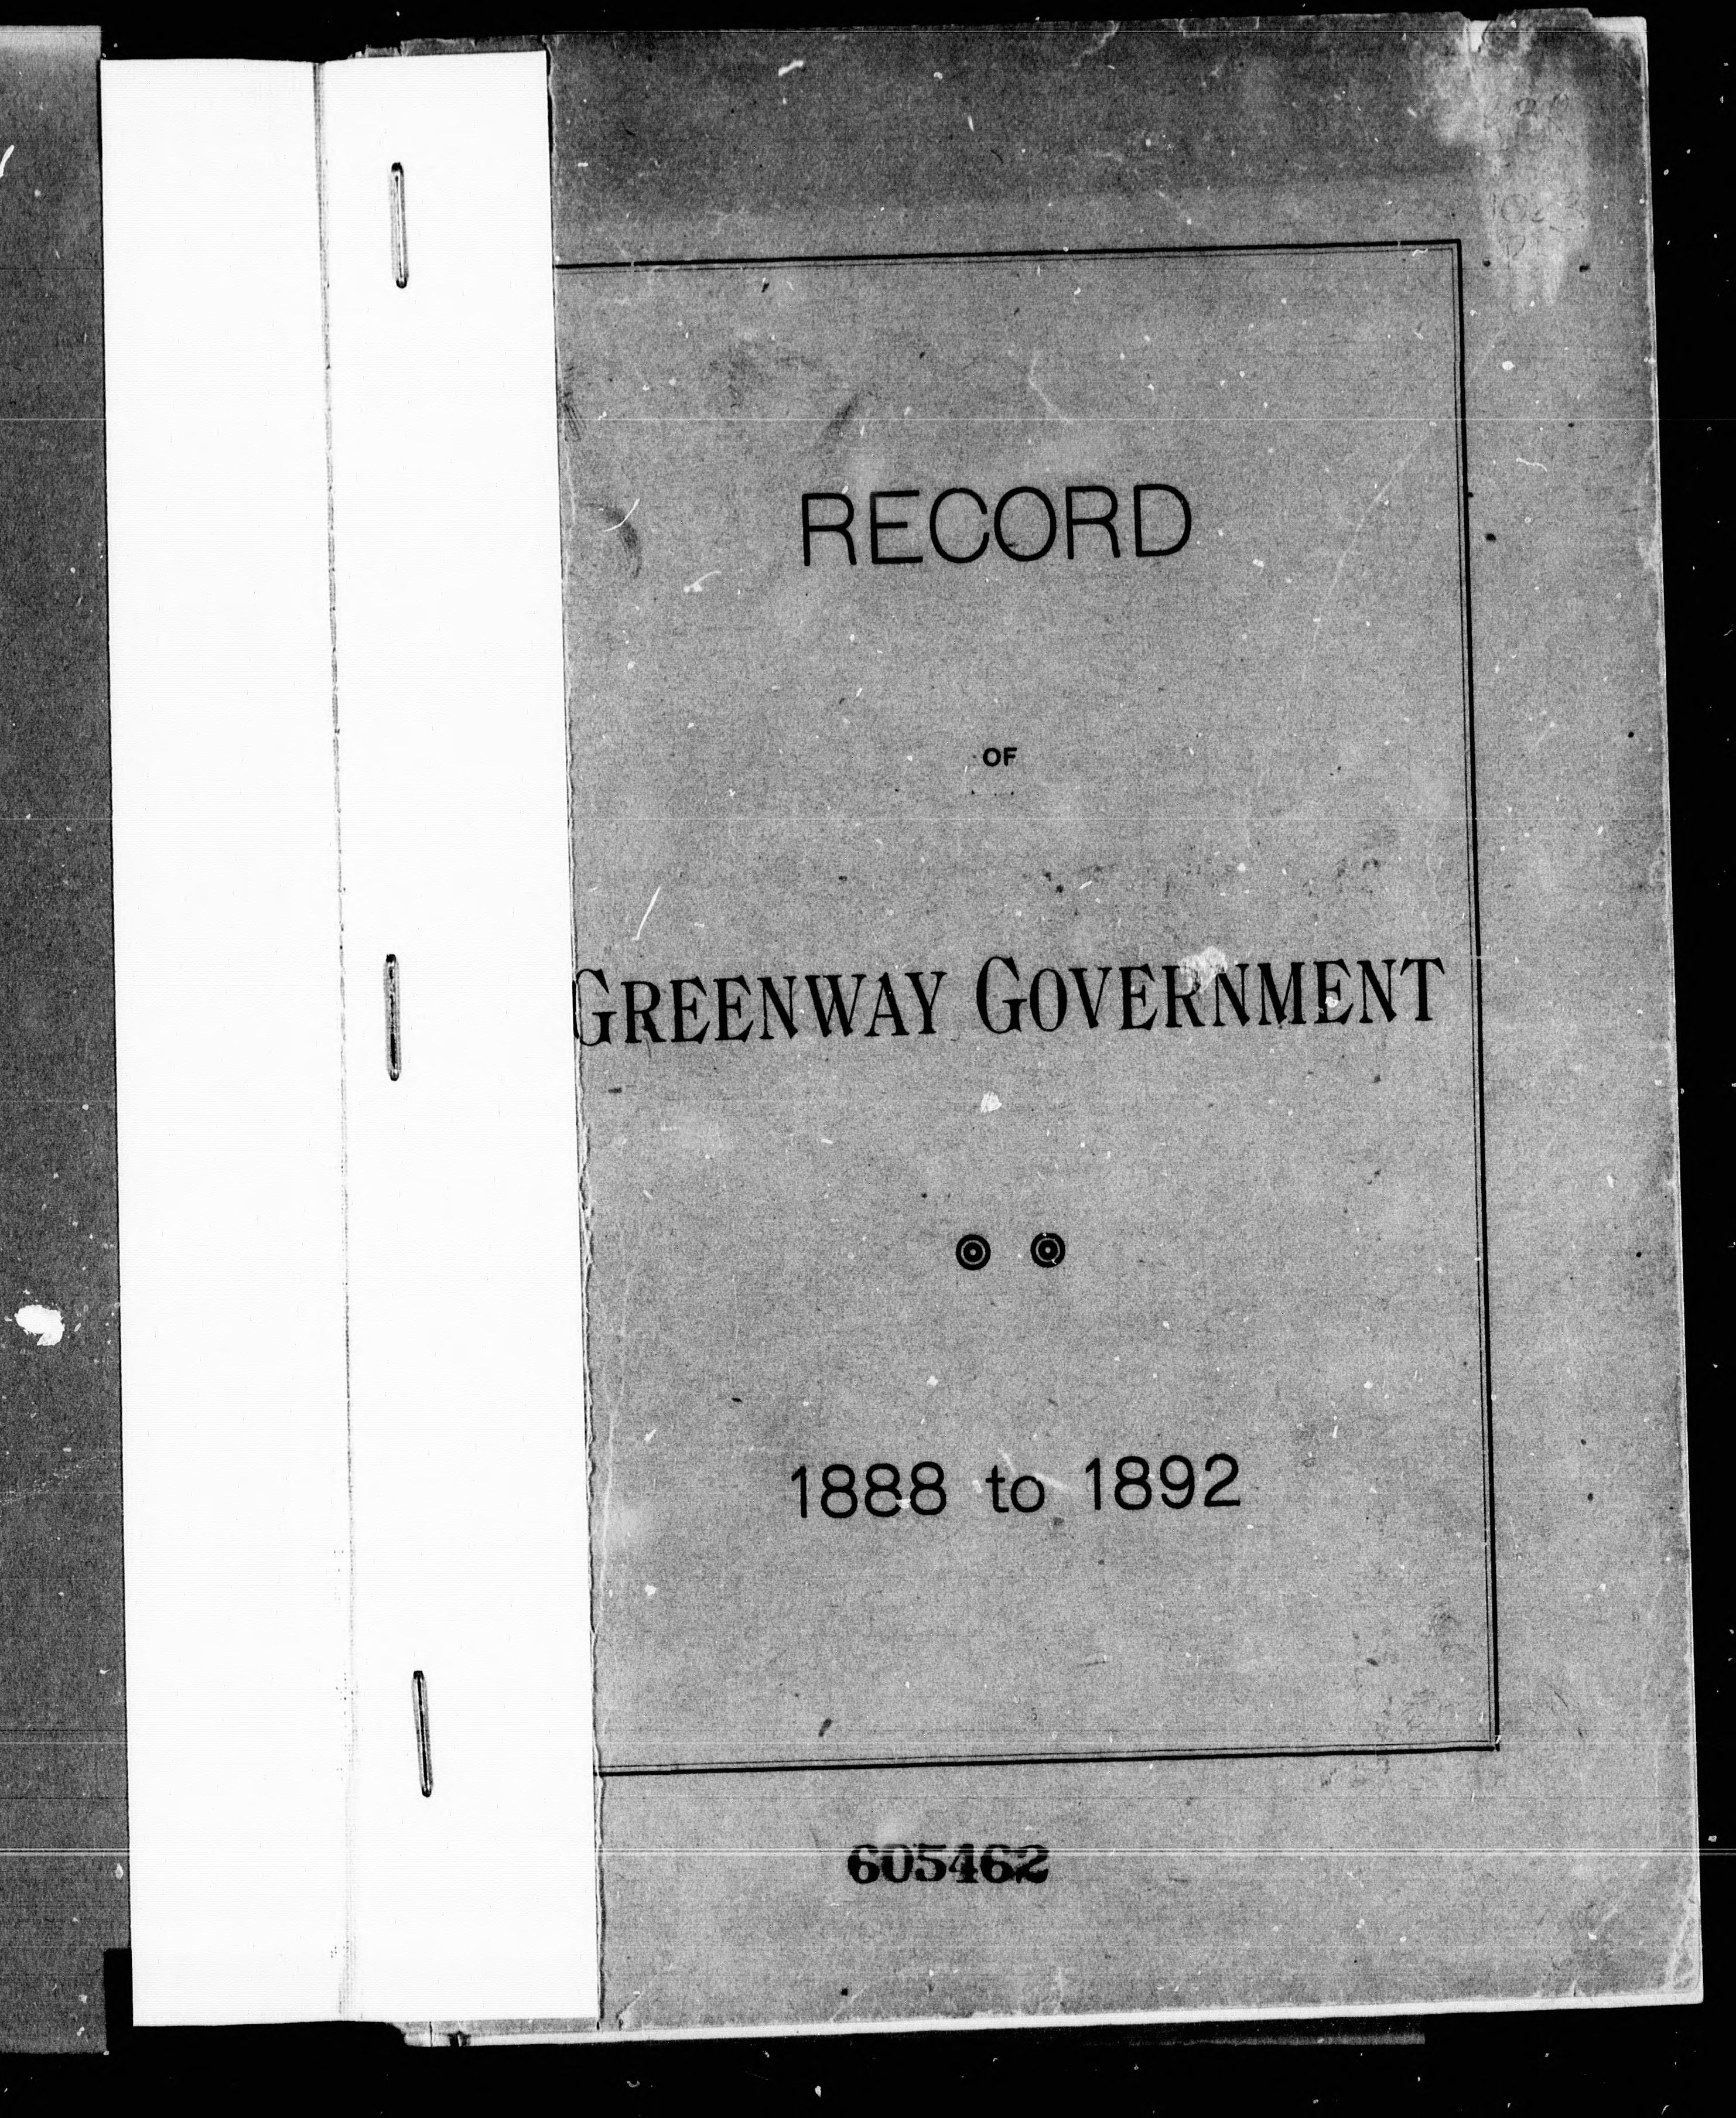 RECORD
OF
GREENWAY GOVERNMENT
1888 to 1892
605462